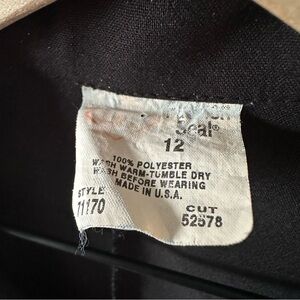 Seal®
12
100% POLYESTER
WASH WARM-TUMBLE DRY
WASH BEFORE WEARING
MADE IN U.S.A.
STYLE
71170
CUT
52578